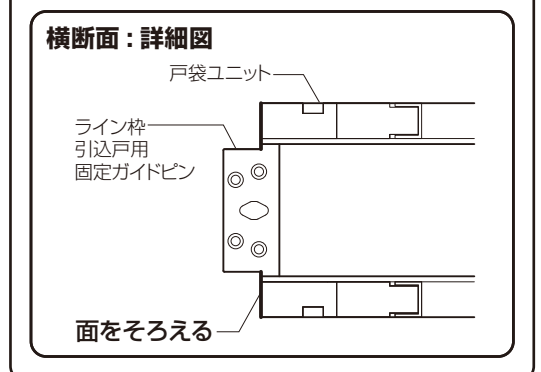 横断面：詳細図
戸袋ユニット
ライン枠
引込戸用
固定ガイドピン
面をそろえる